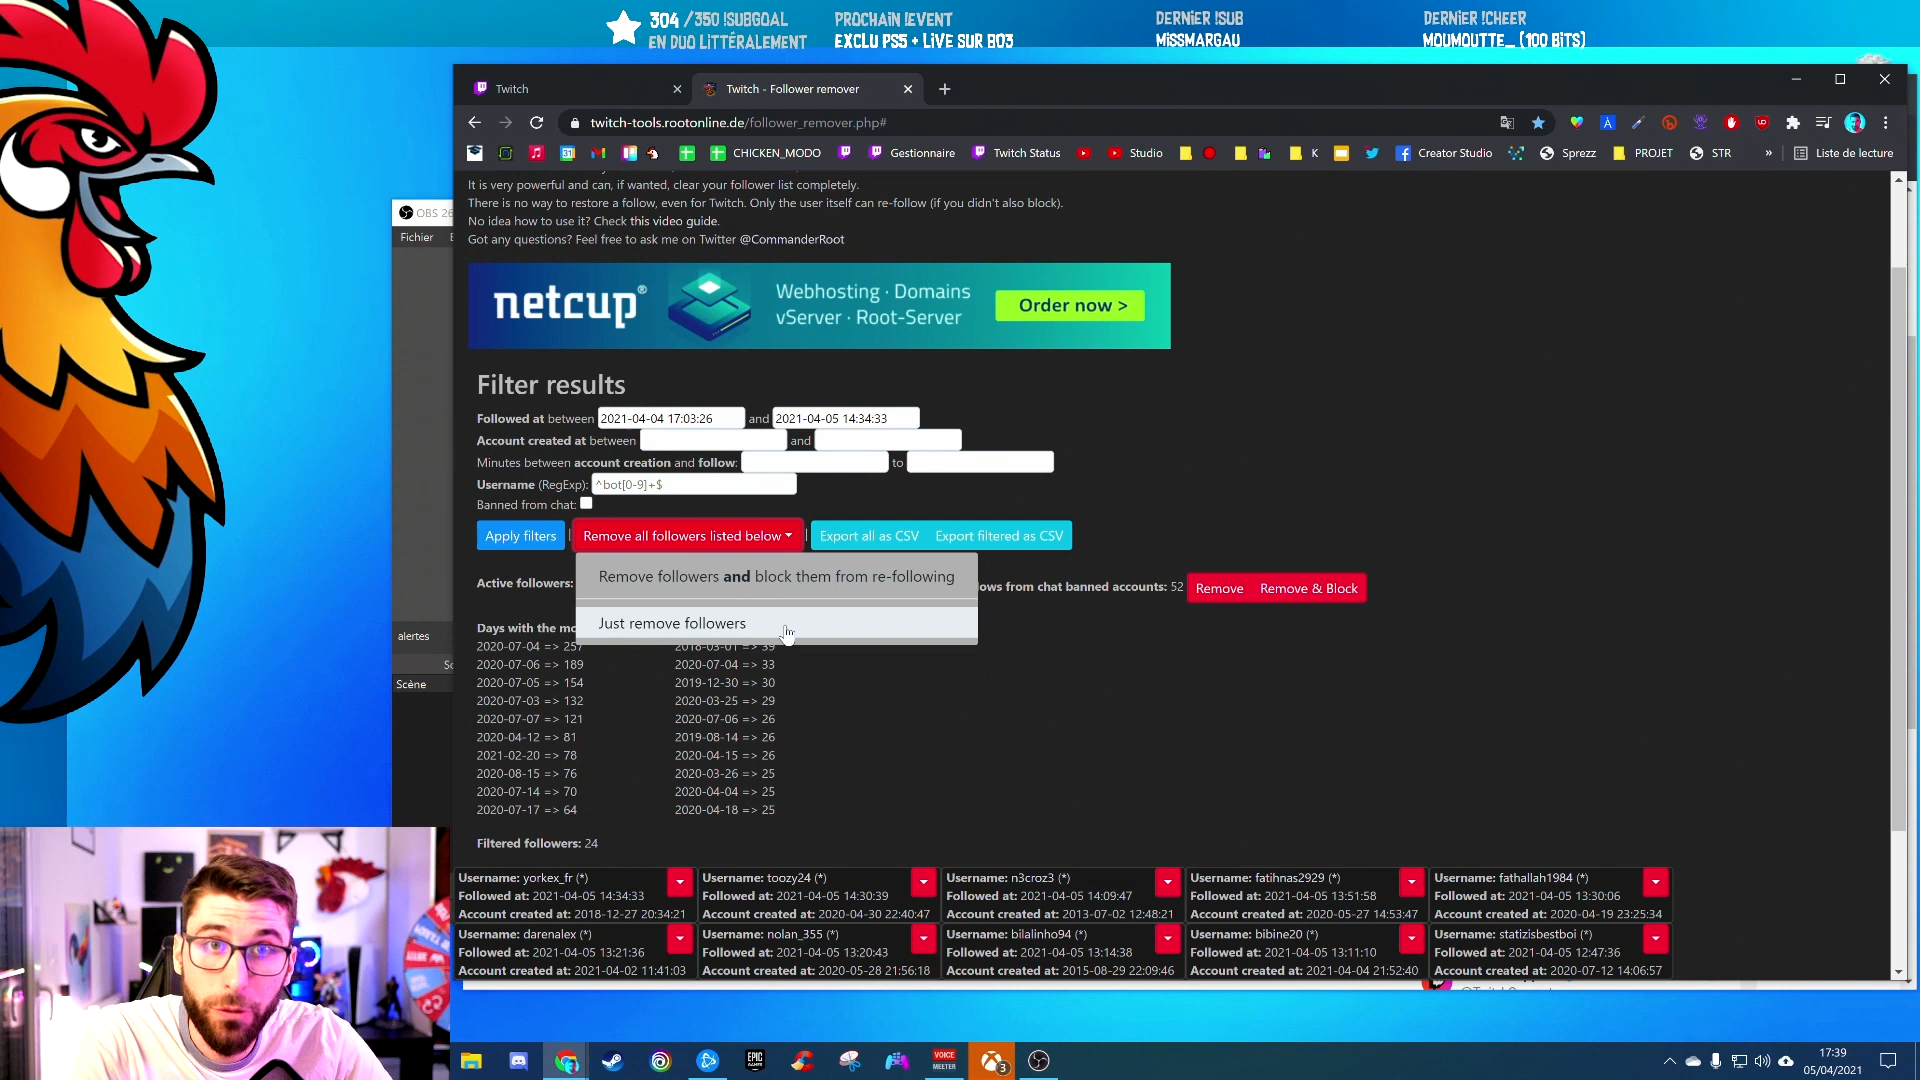 304 /350 !SUBGOAL
EN DUO LITTÉRALEMENT
PROCHAIN !EVENT
EXCLU PS5 + LIVE SUR BO3
DERNIER !SUB
MISSMARGAU
DERNIER !CHEER
MOUMOUTTE_ (100 BITS)
Twitch
Twitch - Follower remover
twitch-tools.rootonline.de/follower_remover.php#
CHICKEN_MODO
Gestionnaire
Twitch Status
Studio
K
Creator Studio
Sprezz
PROJET
STR
»
Liste de lecture
OBS 26
Fichier
It is very powerful and can, if wanted, clear your follower list completely.
There is no way to restore a follow, even for Twitch. Only the user itself can re-follow (if you didn't also block).
No idea how to use it? Check this video guide.
Got any questions? Feel free to ask me on Twitter @CommanderRoot
netcup®
Webhosting · Domains
vServer · Root-Server
Order now >
Filter results
Followed at between 2021-04-04 17:03:26 and 2021-04-05 14:34:33
Account created at between and
Minutes between account creation and follow: to
Username (RegExp): ^bot[0-9]+$
Banned from chat:
Apply filters | Remove all followers listed below | Export all as CSV Export filtered as CSV
Remove followers and block them from re-following
Just remove followers
Active followers:
ows from chat banned accounts: 52 Remove Remove & Block
Days with the mo
2020-07-04 => 257
2018-03-01 => 39
2020-07-06 => 189
2020-07-04 => 33
2020-07-05 => 154
2019-12-30 => 30
2020-07-03 => 132
2020-03-25 => 29
2020-07-07 => 121
2020-07-06 => 26
2020-04-12 => 81
2019-08-14 => 26
2021-02-20 => 78
2020-04-15 => 26
2020-08-15 => 76
2020-03-26 => 25
2020-07-14 => 70
2020-04-04 => 25
2020-07-17 => 64
2020-04-18 => 25
alertes
Sc
Scène
Filtered followers: 24
Username: yorkex_fr (*)
Followed at: 2021-04-05 14:34:33
Account created at: 2018-12-27 20:34:21
Username: toozy24 (*)
Followed at: 2021-04-05 14:30:39
Account created at: 2020-04-30 22:40:47
Username: n3croz3 (*)
Followed at: 2021-04-05 14:09:47
Account created at: 2013-07-02 12:48:21
Username: fatihnas2929 (*)
Followed at: 2021-04-05 13:51:58
Account created at: 2020-05-27 14:53:47
Username: fathallah1984 (*)
Followed at: 2021-04-05 13:30:06
Account created at: 2020-04-19 23:25:34
Username: darenalex (*)
Followed at: 2021-04-05 13:21:36
Account created at: 2021-04-02 11:41:03
Username: nolan_355 (*)
Followed at: 2021-04-05 13:20:43
Account created at: 2020-05-28 21:56:18
Username: bilalinho94 (*)
Followed at: 2021-04-05 13:14:38
Account created at: 2015-08-29 22:09:46
Username: bibine20 (*)
Followed at: 2021-04-05 13:11:10
Account created at: 2021-04-04 21:52:40
Username: statizisbestboi (*)
Followed at: 2021-04-05 12:47:36
Account created at: 2020-07-12 14:06:57
EPIC GAMES
VOICE MEETER
3
17:39
05/04/2021